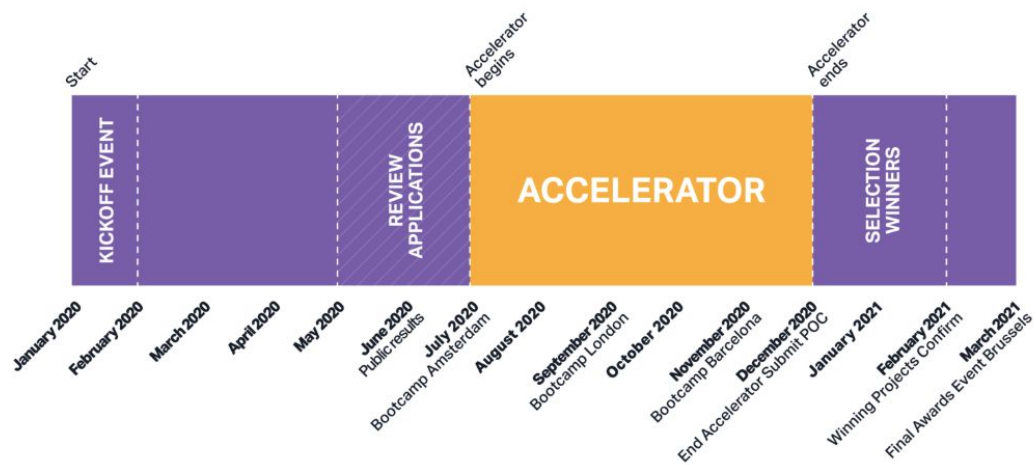 Start
Accelerator
begins
Accelerator
ends
KICKOFF EVENT
REVIEW
APPLICATIONS
ACCELERATOR
SELECTION
WINNERS
January 2020
February 2020
March 2020
April 2020
May 2020
June 2020
Public results
July 2020
Bootcamp Amsterdam
August 2020
September 2020
Bootcamp London
October 2020
November 2020
Bootcamp Barcelona
December 2020
End Accelerator Submit POC
January 2021
February 2021
Winning Projects Confirm
March 2021
Final Awards Event Brussels